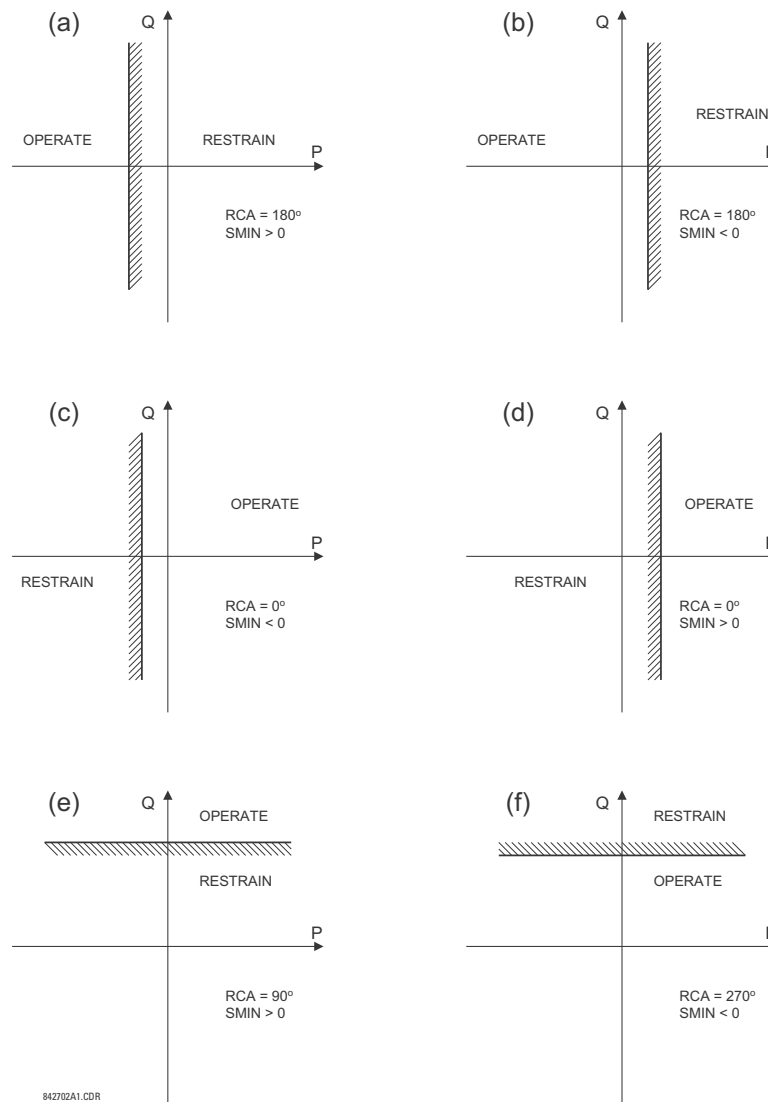 (a)
Q
OPERATE
RESTRAIN
P
RCA = 180°
SMIN > 0
(b)
Q
OPERATE
RESTRAIN
RCA = 180°
SMIN < 0
(c)
Q
OPERATE
P
RESTRAIN
RCA = 0°
SMIN < 0
(d)
Q
OPERATE
RESTRAIN
RCA = 0°
SMIN > 0
(e)
Q
OPERATE
RESTRAIN
P
RCA = 90°
SMIN > 0
(f)
Q
RESTRAIN
OPERATE
RCA = 270°
SMIN < 0
842702A1.CDR